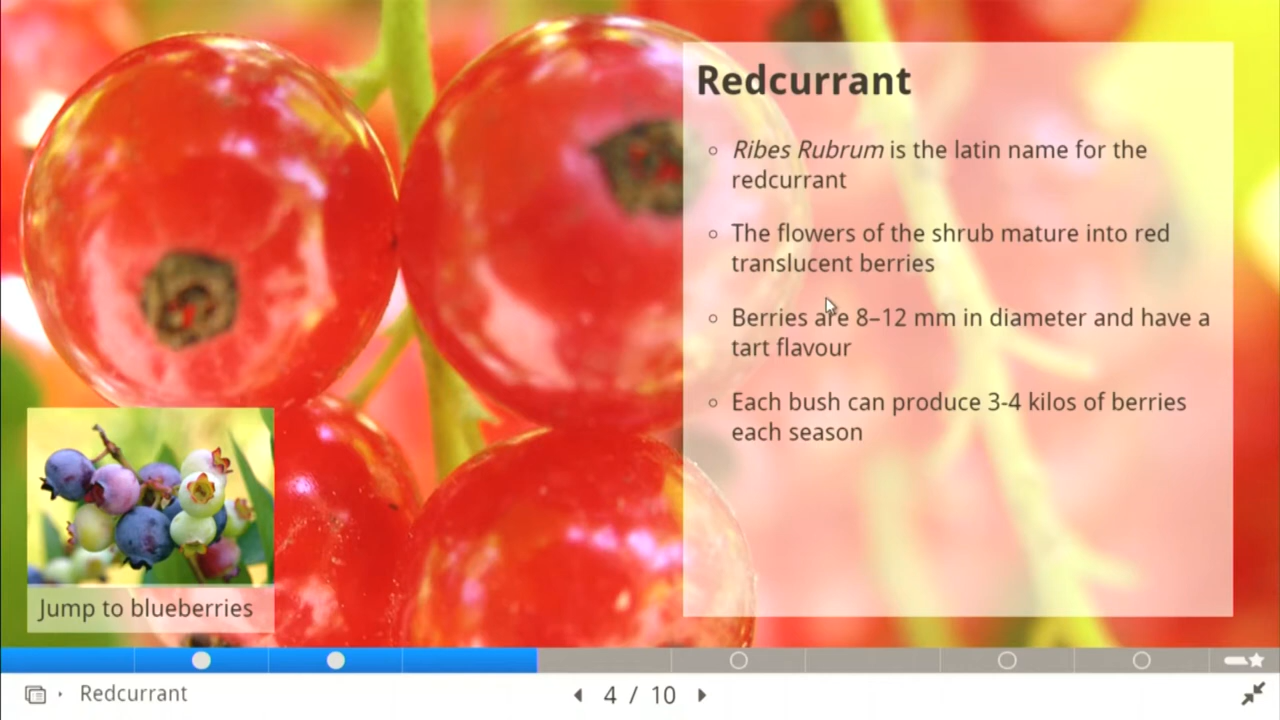 Redcurrant
Ribes Rubrum is the latin name for the
redcurrant
The flowers of the shrub mature into red
translucent berries
Berries are 8–12 mm in diameter and have a
tart flavour
Each bush can produce 3-4 kilos of berries
each season
Jump to blueberries
Redcurrant
4 / 10